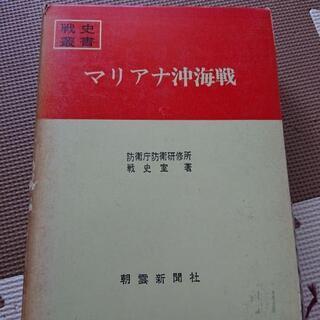 戦史
叢書
マリアナ沖海戦
防衛庁防衛研修所
戦史室 著
朝雲新聞社